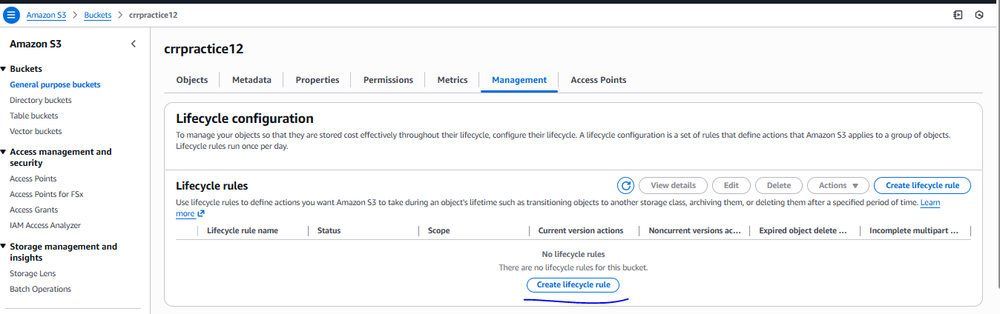 Amazon S3 > Buckets > crrpractice12
Amazon S3
Buckets
General purpose buckets
Directory buckets
Table buckets
Vector buckets
Access management and
security
Access Points
Access Points for FSx
Access Grants
IAM Access Analyzer
Storage management and
insights
Storage Lens
Batch Operations
crrpractice12
Objects Metadata Properties Permissions Metrics Management Access Points
Lifecycle configuration
To manage your objects so that they are stored cost effectively throughout their lifecycle, configure their lifecycle. A lifecycle configuration is a set of rules that define actions that Amazon S3 applies to a group of objects.
Lifecycle rules run once per day.
Lifecycle rules View details Edit Delete Actions Create lifecycle rule
Use lifecycle rules to define actions you want Amazon S3 to take during an object's lifetime such as transitioning objects to another storage class, archiving them, or deleting them after a specified period of time. Learn
more
Lifecycle rule name Status Scope Current version actions Noncurrent versions ac... Expired object delete ... Incomplete multipart ...
No lifecycle rules
There are no lifecycle rules for this bucket.
Create lifecycle rule